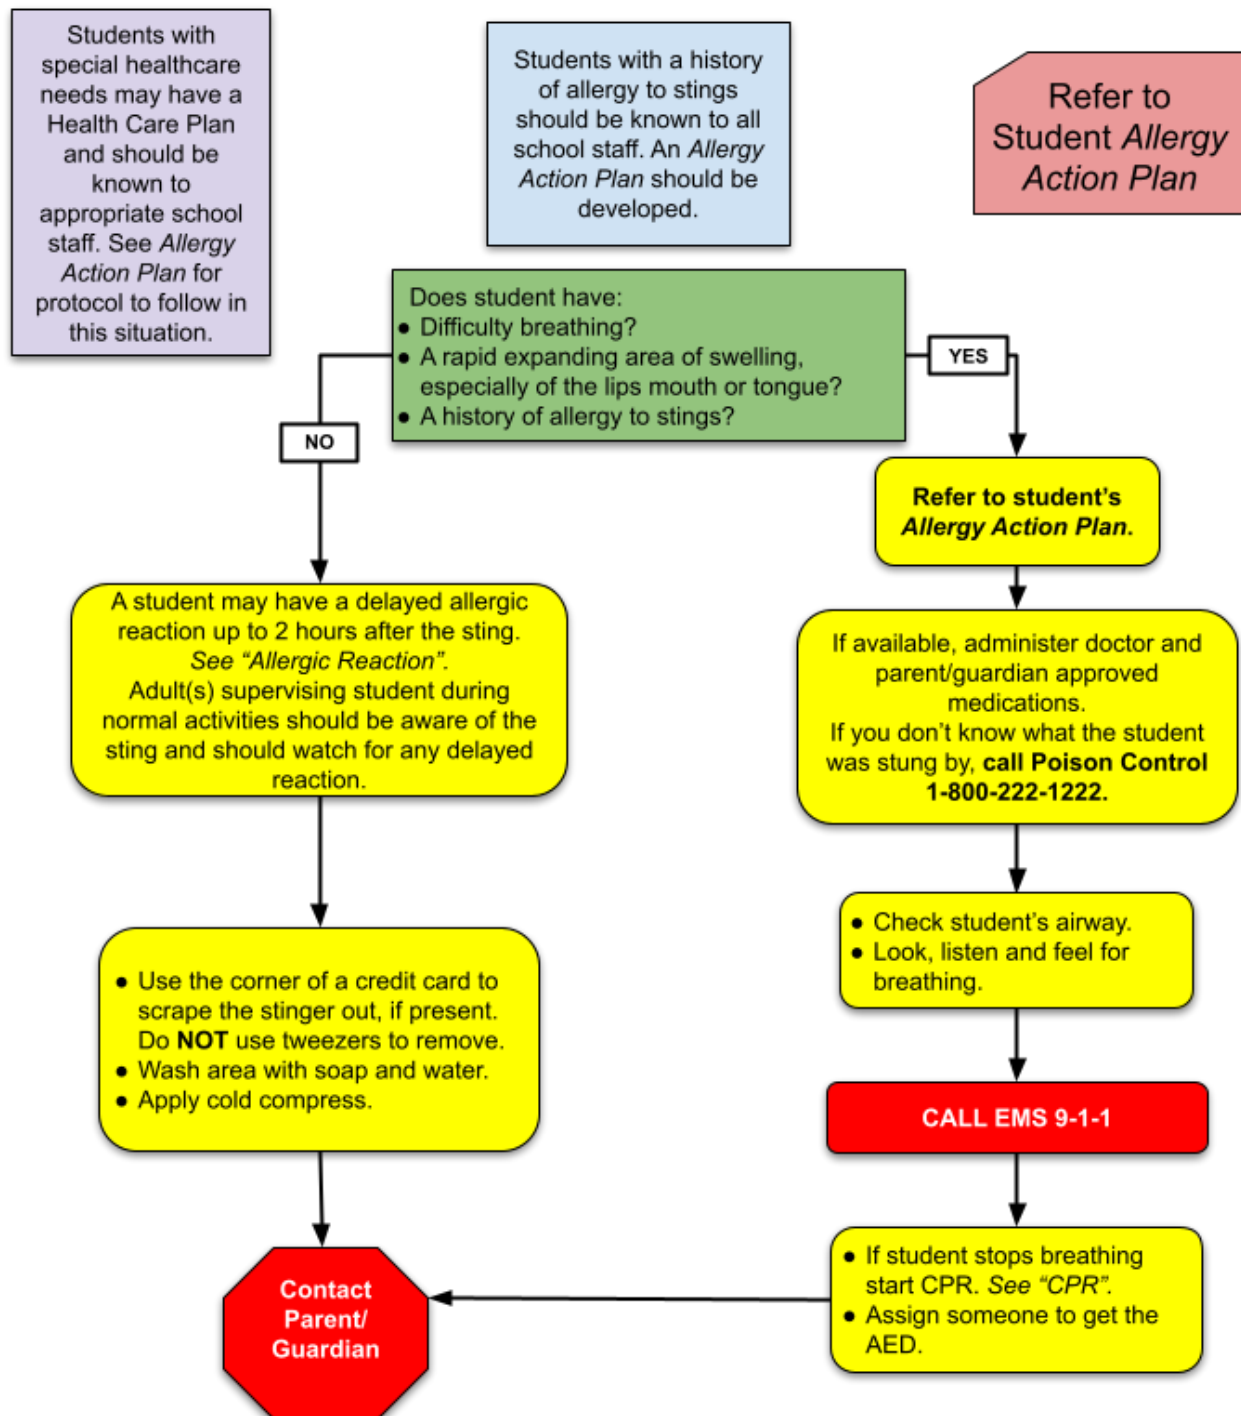 Students with
special healthcare
needs may have a
Health Care Plan
and should be
known to
appropriate school
staff. See Allergy
Action Plan for
protocol to follow in
this situation.
Students with a history
of allergy to stings
should be known to all
school staff. An Allergy
Action Plan should be
developed.
Refer to
Student Allergy
Action Plan
Does student have:
● Difficulty breathing?
● A rapid expanding area of swelling,
especially of the lips mouth or tongue?
● A history of allergy to stings?
NO
YES
A student may have a delayed allergic
reaction up to 2 hours after the sting.
See “Allergic Reaction”.
Adult(s) supervising student during
normal activities should be aware of the
sting and should watch for any delayed
reaction.
● Use the corner of a credit card to
scrape the stinger out, if present.
Do NOT use tweezers to remove.
● Wash area with soap and water.
● Apply cold compress.
Refer to student’s
Allergy Action Plan.
If available, administer doctor and
parent/guardian approved
medications.
If you don’t know what the student
was stung by, call Poison Control
1-800-222-1222.
● Check student’s airway.
● Look, listen and feel for
breathing.
CALL EMS 9-1-1
● If student stops breathing
start CPR. See “CPR”.
● Assign someone to get the
AED.
Contact
Parent/
Guardian